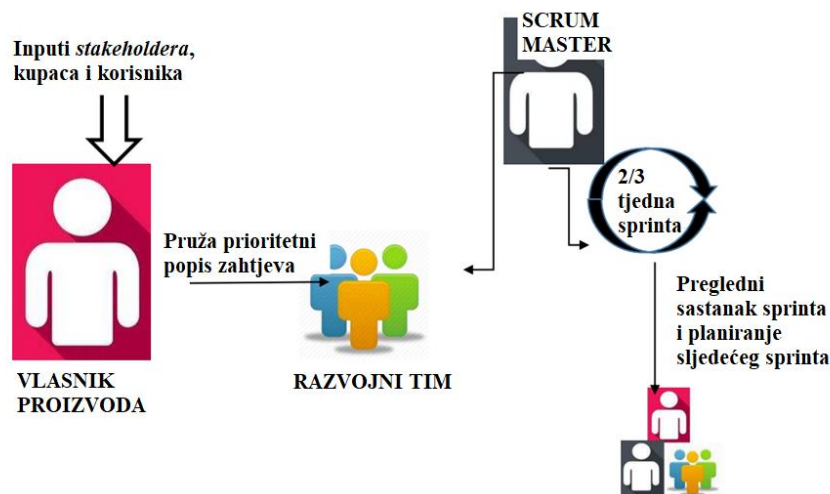 Inputi stakeholdera,
kupaca i korisnika
SCRUM
MASTER
2/3
tjedna
sprinta
Pruža prioritetni
popis zahtjeva
Pregledni
sastanak sprinta
i planiranje
sljedećeg sprinta
VLASNIK
PROIZVODA
RAZVOJNI TIM